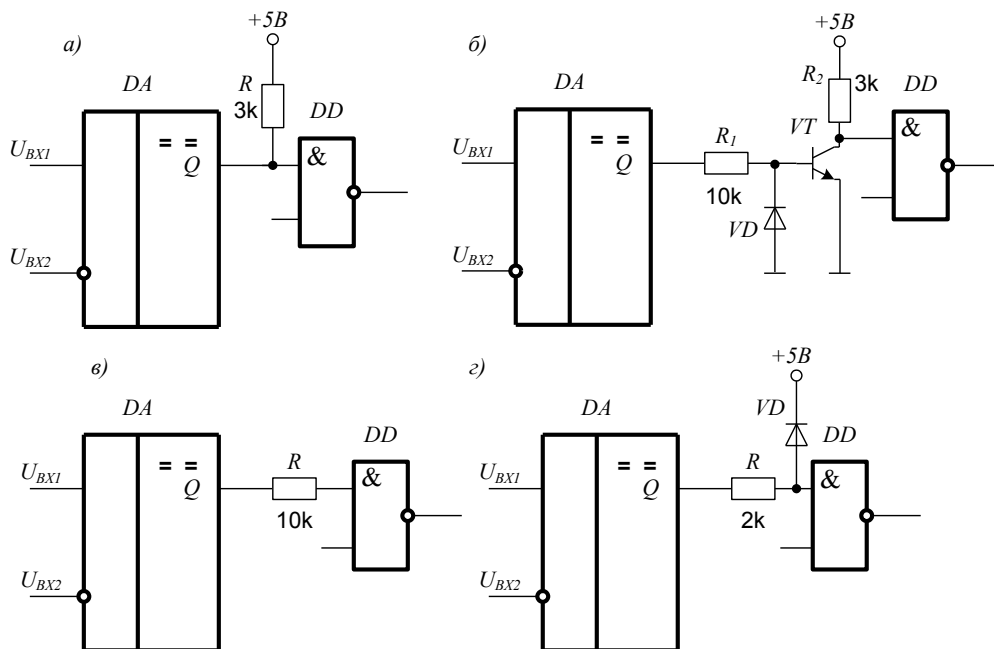 а)
+5В
DA
R
3k
DD
= =
Q
&
U_BX1
U_BX2
б)
+5В
DA
R2
3k
DD
VT
= =
Q
R1
10k
&
VD
U_BX1
U_BX2
в)
DA
DD
= =
Q
R
10k
&
U_BX1
U_BX2
г)
+5В
DA
VD
DD
= =
Q
R
2k
&
U_BX1
U_BX2